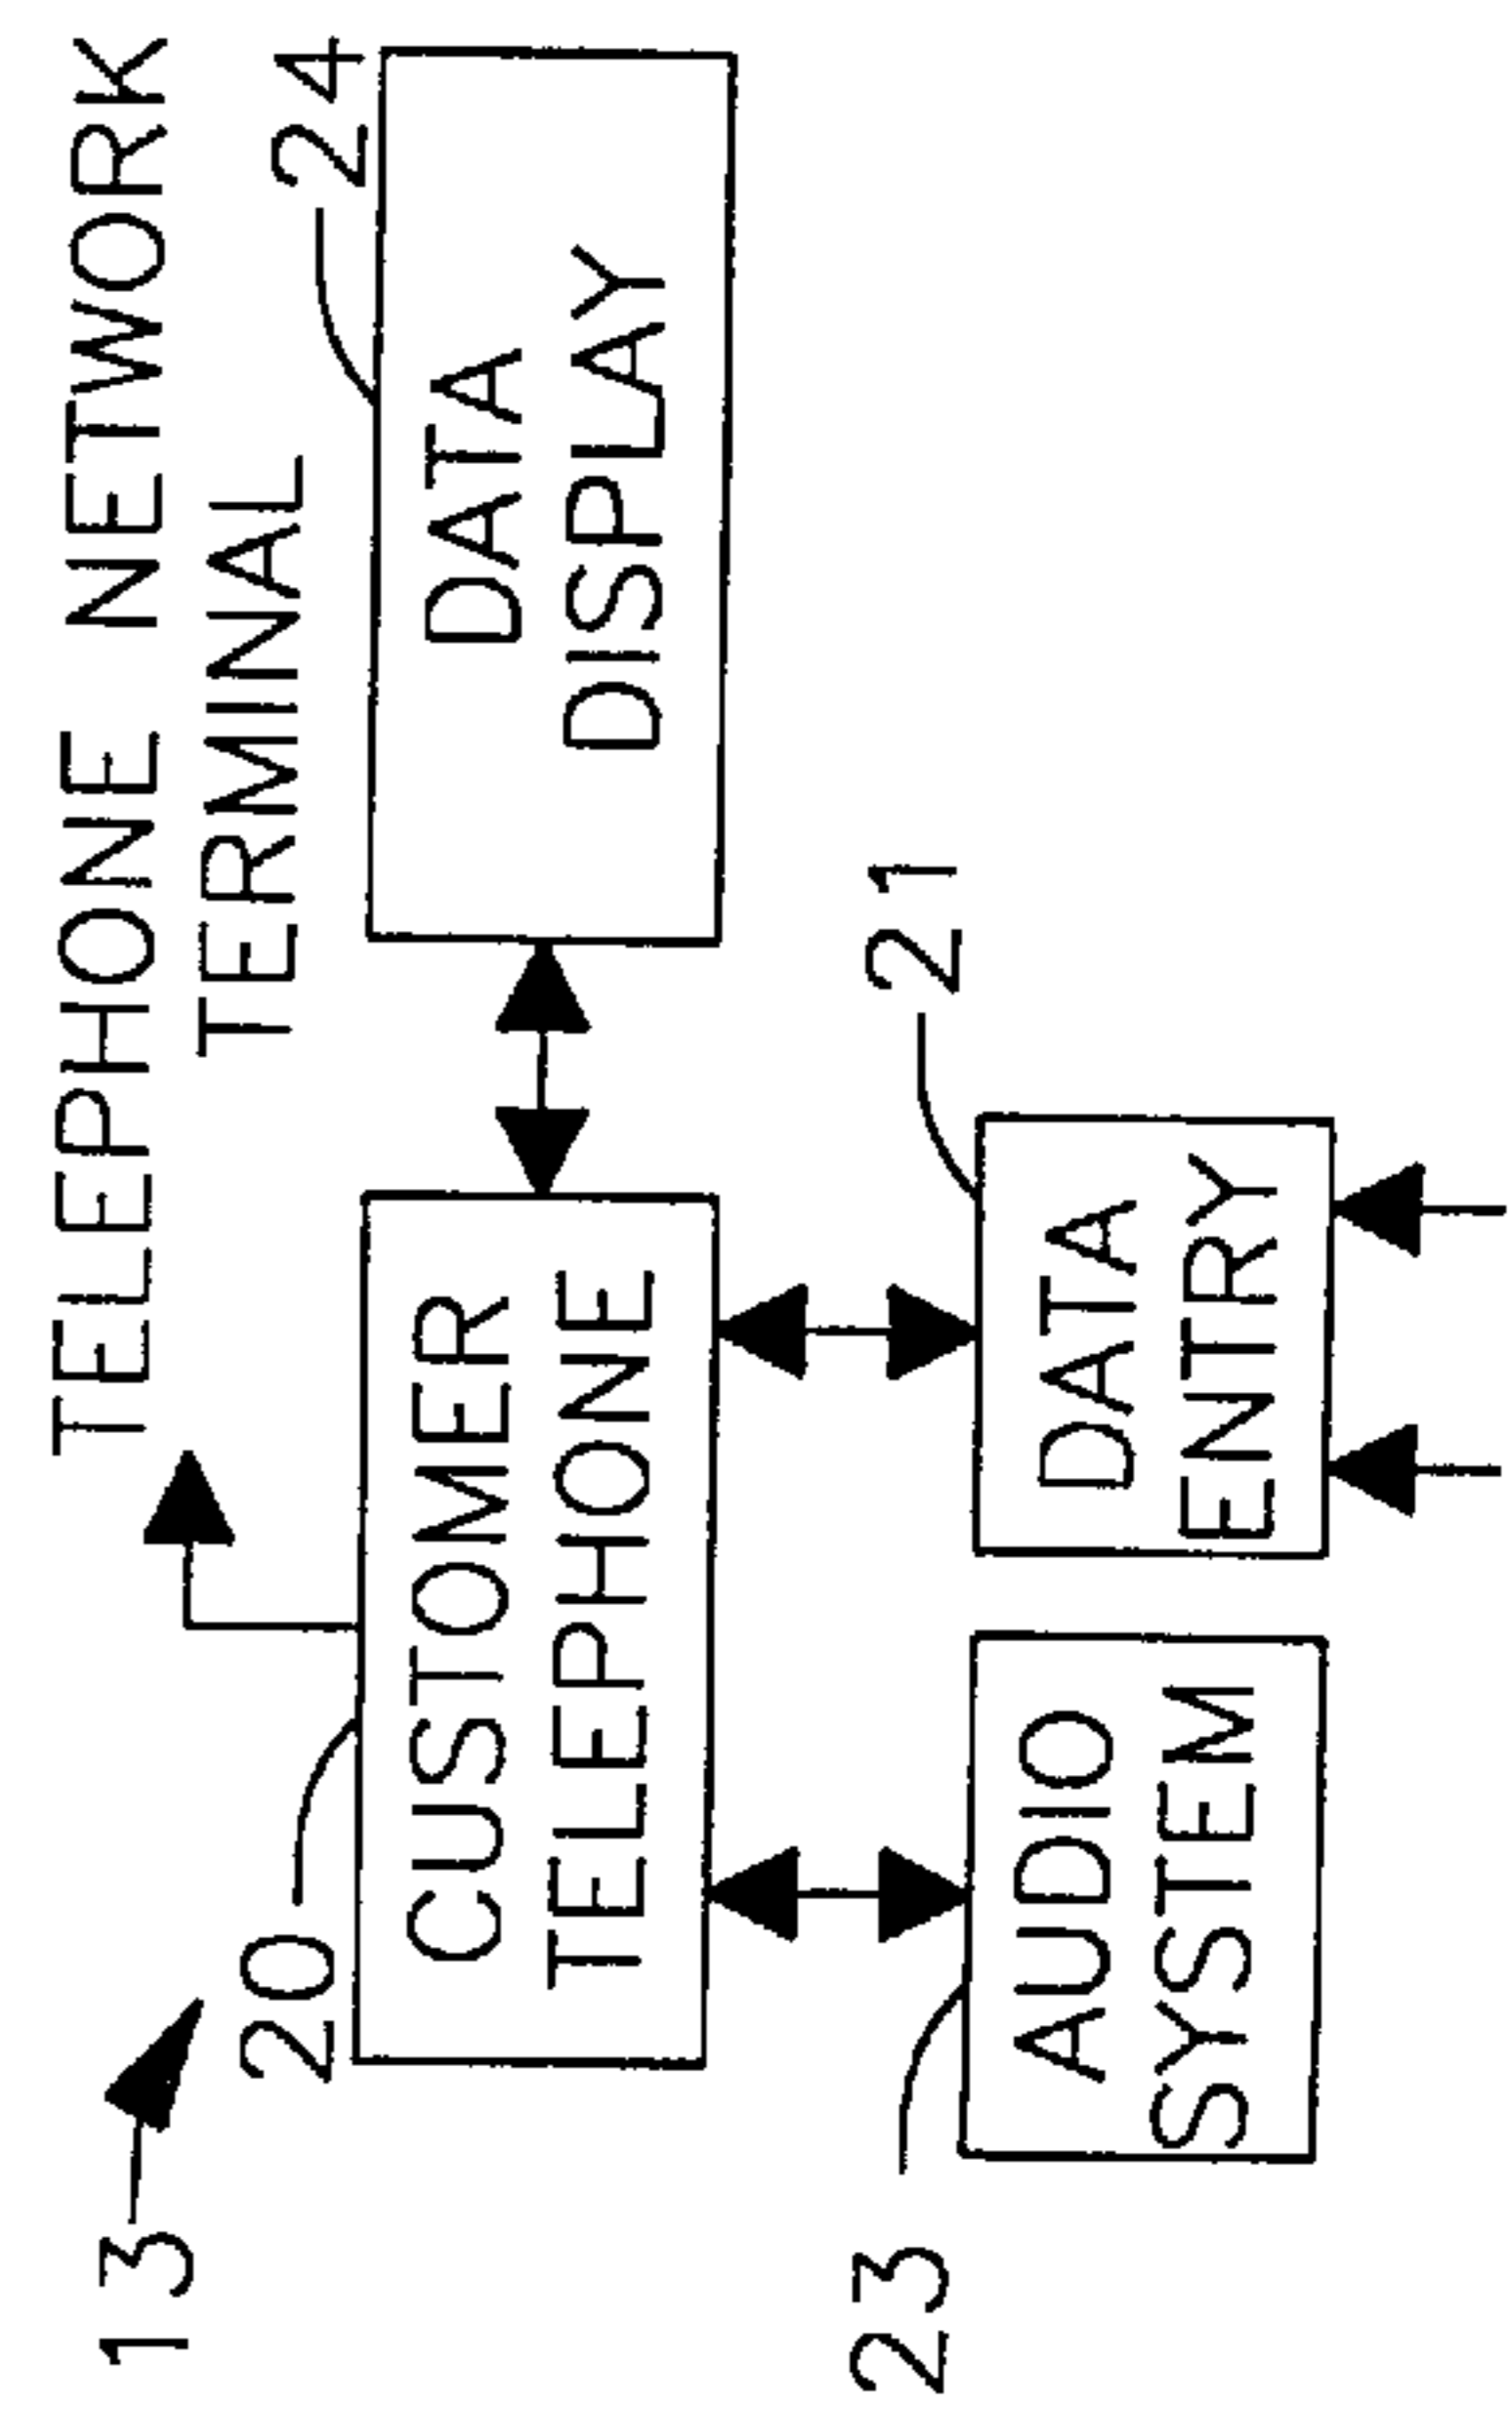 13
TELEPHONE NETWORK
TERMINAL
20
CUSTOMER
TELEPHONE
24
DATA
DISPLAY
23
AUDIO
SYSTEM
21
DATA
ENTRY